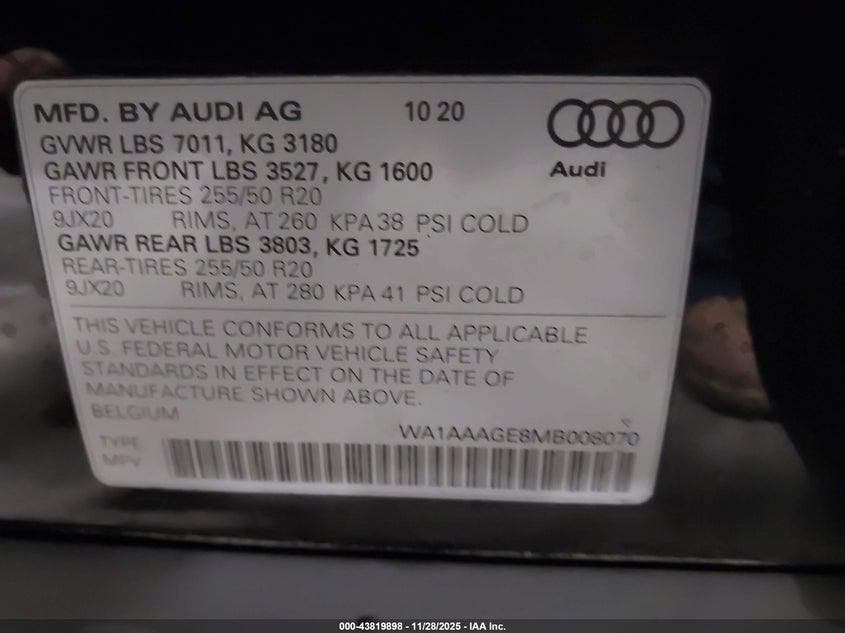 MFD. BY AUDI AG 10 20
GVWR LBS 7011, KG 3180
GAWR FRONT LBS 3527, KG 1600
Audi
FRONT-TIRES 255/50 R20
9JX20 RIMS, AT 260 KPA 38 PSI COLD
GAWR REAR LBS 3803, KG 1725
REAR-TIRES 255/50 R20
9JX20 RIMS, AT 280 KPA 41 PSI COLD
THIS VEHICLE CONFORMS TO ALL APPLICABLE
U.S. FEDERAL MOTOR VEHICLE SAFETY
STANDARDS IN EFFECT ON THE DATE OF
MANUFACTURE SHOWN ABOVE.
BELGIUM
WA1AAAGE8MB008070
TYPE
MPV
000-43819898 - 11/28/2025 - IAA Inc.